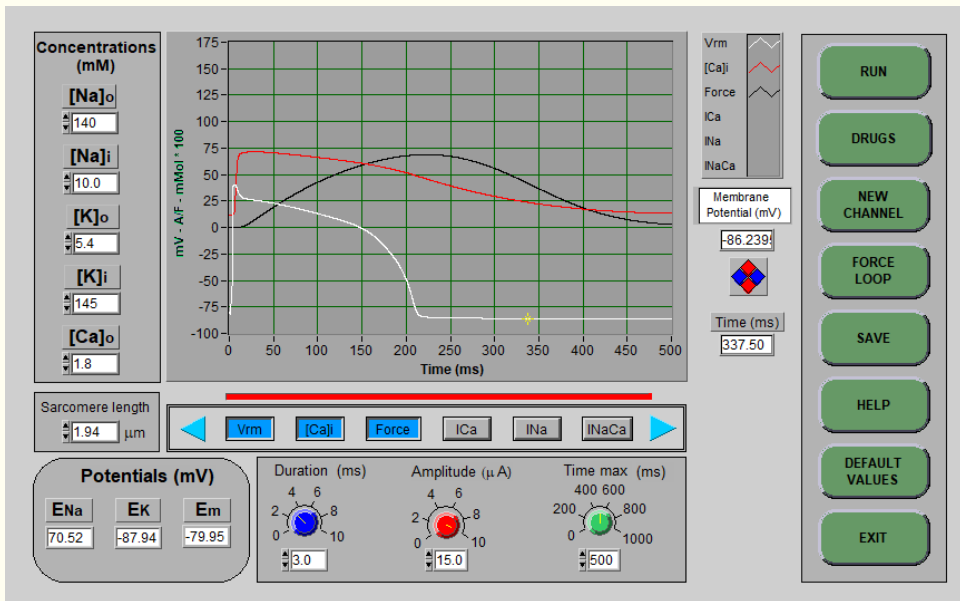 Concentrations
(mM)
[Na]o
140
[Na]i
10.0
[K]o
5.4
[K]i
145
[Ca]o
1.8
Sarcomere length
1.94 μm
Potentials (mV)
ENa EK Em
70.52 -87.94 -79.95
mV - A/F - mMol * 100
175
150
125
100
75
50
25
0
-25
-50
-75
-100
0 50 100 150 200 250 300 350 400 450 500
Time (ms)
Vrm [Ca]i Force ICa INa INaCa
Duration (ms)
0 2 4 6 8 10
3.0
Amplitude (μ A)
0 2 4 6 8 10
15.0
Time max (ms)
0 200 400 600 800 1000
500
Vrm
[Ca]i
Force
ICa
INa
INaCa
Membrane
Potential (mV)
-86.239
Time (ms)
337.50
RUN
DRUGS
NEW
CHANNEL
FORCE
LOOP
SAVE
HELP
DEFAULT
VALUES
EXIT